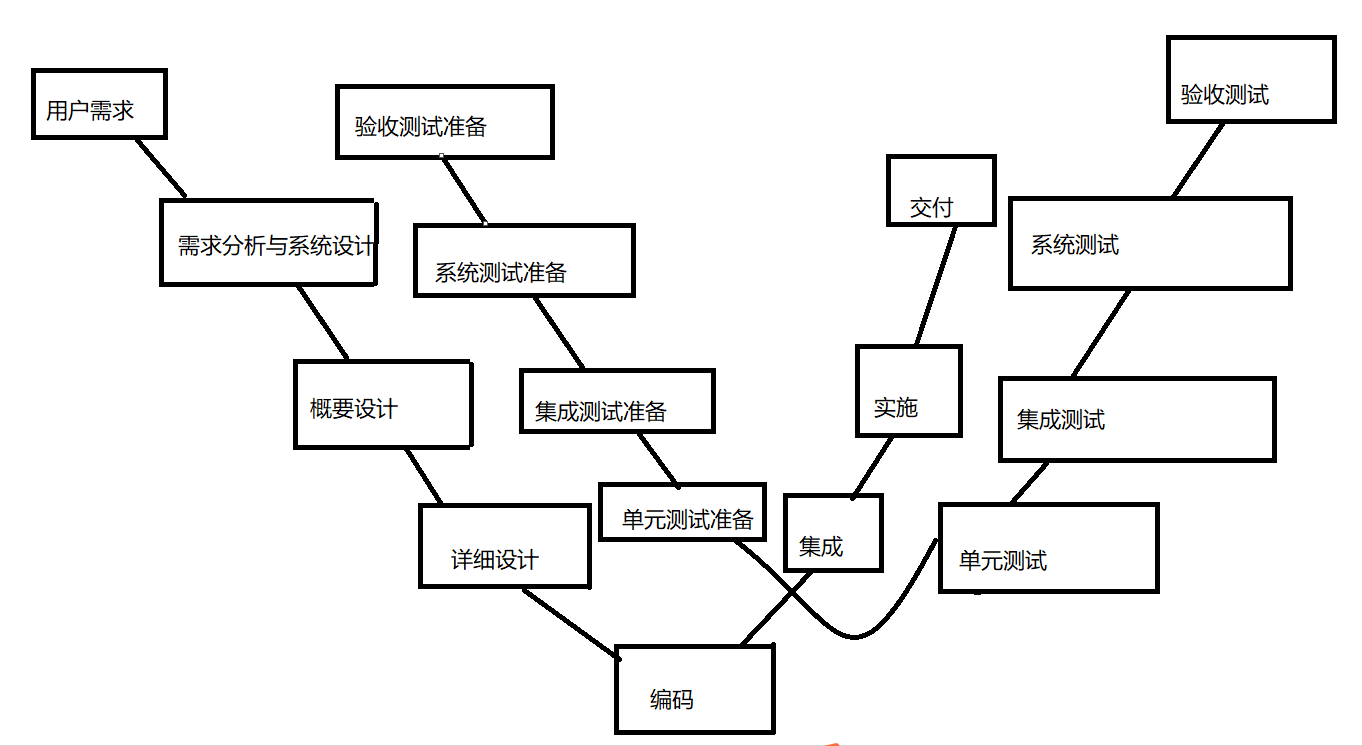 用户需求
验收测试准备
验收测试
需求分析与系统设计
系统测试准备
交付
系统测试
概要设计
集成测试准备
实施
集成测试
详细设计
单元测试准备
集成
单元测试
编码